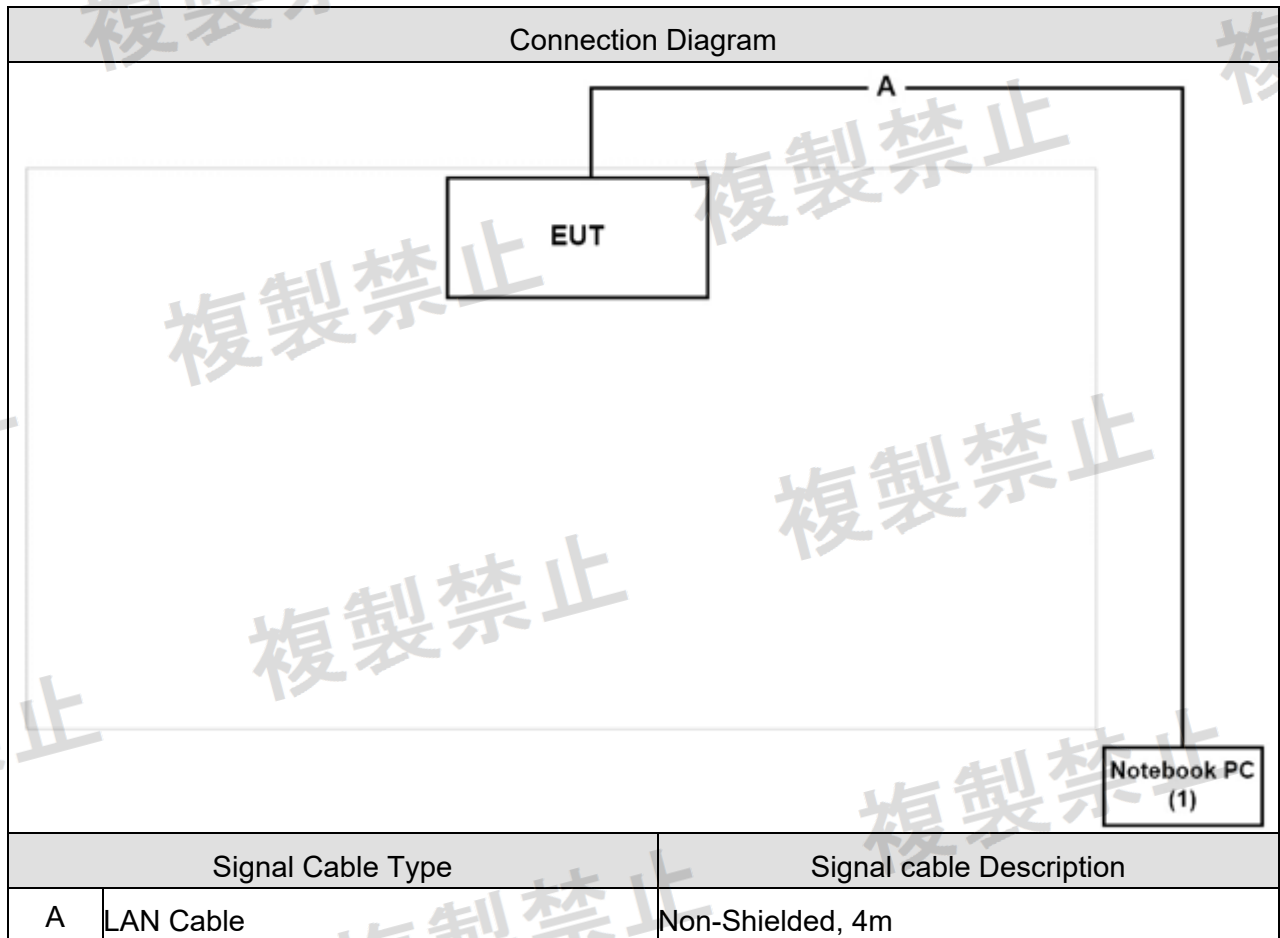 Connection Diagram
A
EUT
Notebook PC
(1)
Signal Cable Type Signal cable Description
A LAN Cable Non-Shielded, 4m
複製禁止
複製禁止
複製禁止
複製禁止
複製禁止